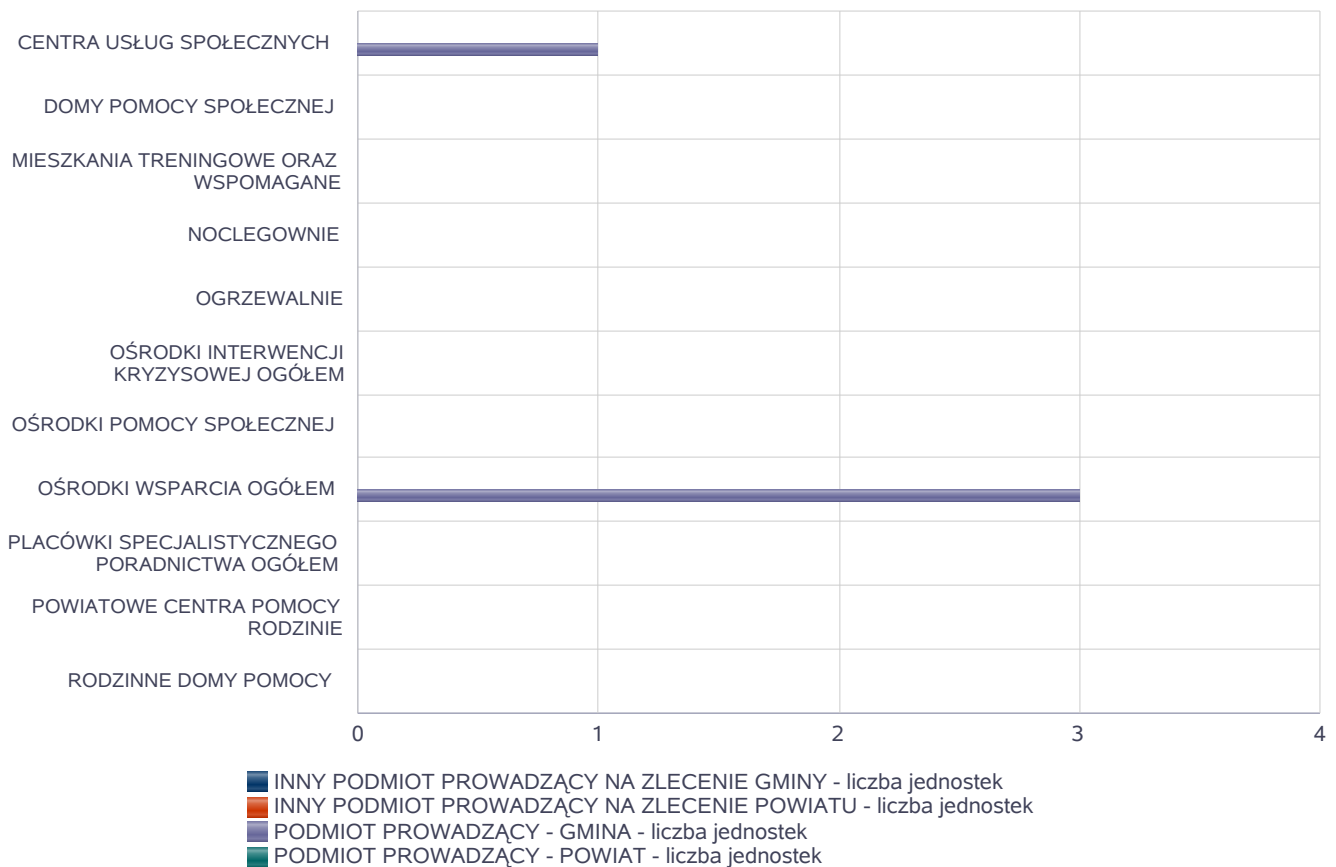 CENTRA USŁUG SPOŁECZNYCH
DOMY POMOCY SPOŁECZNEJ
MIESZKANIA TRENINGOWE ORAZ
WSPOMAGANE
NOCLEGOWNIE
OGRZEWALNIE
OŚRODKI INTERWENCJI
KRYZYSOWEJ OGÓŁEM
OŚRODKI POMOCY SPOŁECZNEJ
OŚRODKI WSPARCIA OGÓŁEM
PLACÓWKI SPECJALISTYCZNEGO
PORADNICTWA OGÓŁEM
POWIATOWE CENTRA POMOCY
RODZINIE
RODZINNE DOMY POMOCY
0 1 2 3 4
INNY PODMIOT PROWADZĄCY NA ZLECENIE GMINY - liczba jednostek
INNY PODMIOT PROWADZĄCY NA ZLECENIE POWIATU - liczba jednostek
PODMIOT PROWADZĄCY - GMINA - liczba jednostek
PODMIOT PROWADZĄCY - POWIAT - liczba jednostek